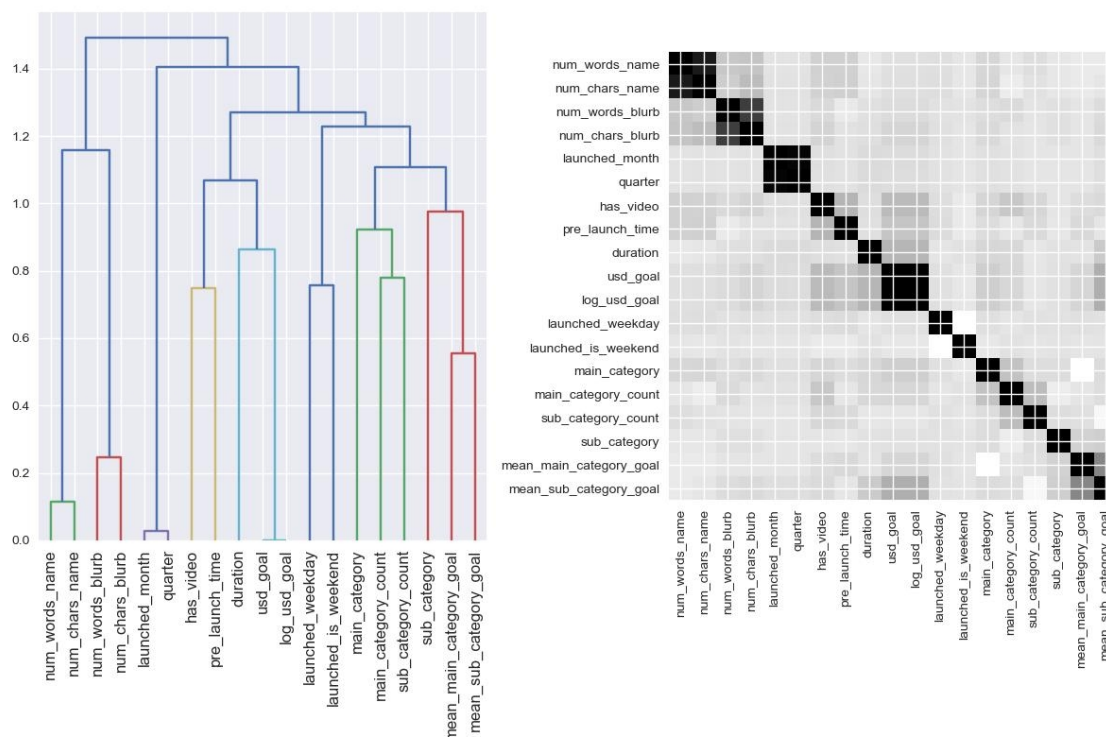 1.4
1.2
1.0
0.8
0.6
0.4
0.2
0.0
num_words_name
num_chars_name
num_words_blurb
num_chars_blurb
launched_month
quarter
has_video
pre_launch_time
duration
usd_goal
log_usd_goal
launched_weekday
launched_is_weekend
main_category
main_category_count
sub_category_count
sub_category
mean_main_category_goal
mean_sub_category_goal
num_words_name
num_chars_name
num_words_blurb
num_chars_blurb
launched_month
quarter
has_video
pre_launch_time
duration
usd_goal
log_usd_goal
launched_weekday
launched_is_weekend
main_category
main_category_count
sub_category_count
sub_category
mean_main_category_goal
mean_sub_category_goal
num_words_name
num_chars_name
num_words_blurb
num_chars_blurb
launched_month
quarter
has_video
pre_launch_time
duration
usd_goal
log_usd_goal
launched_weekday
launched_is_weekend
main_category
main_category_count
sub_category_count
sub_category
mean_main_category_goal
mean_sub_category_goal